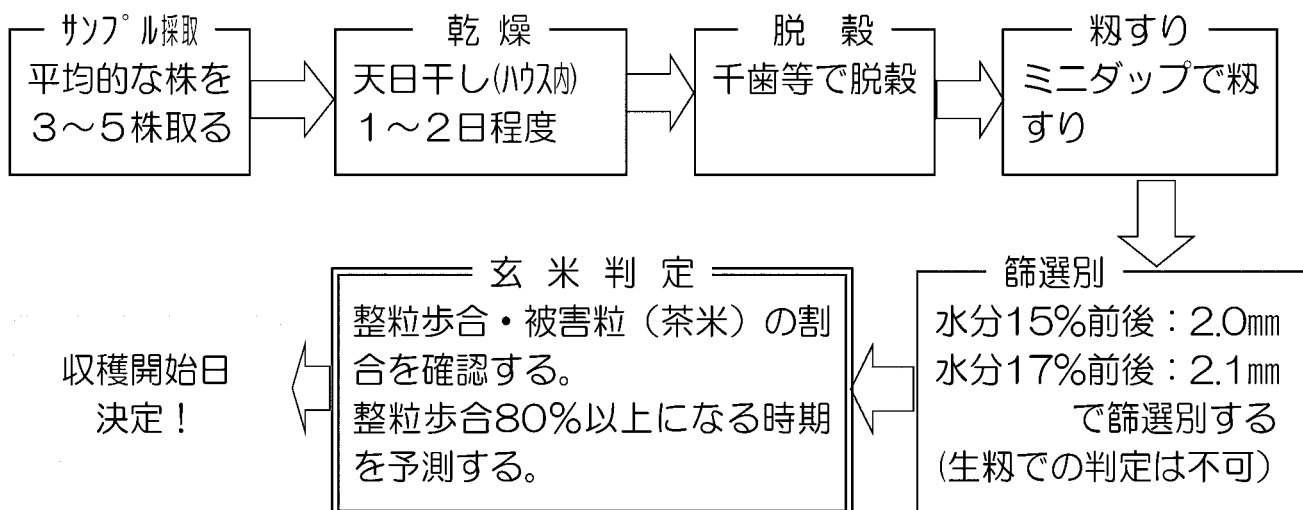 サンプル採取
平均的な株を
3～5株取る
乾 燥
天日干し(ハウス内)
1～2日程度
脱 穀
千歯等で脱穀
籾すり
ミニダップで籾
すり
篩選別
水分15%前後：2.0㎜
水分17%前後：2.1㎜
で篩選別する
(生籾での判定は不可)
玄 米 判 定
整粒歩合・被害粒（茶米）の割
合を確認する。
整粒歩合80%以上になる時期
を予測する。
収穫開始日
決定！